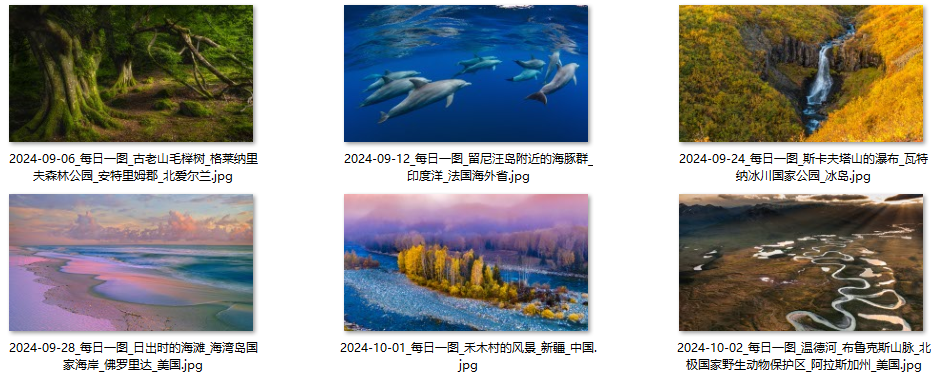 2024-09-06_每日一图_古老山毛榉树_格莱纳里
夫森林公园_安特里姆郡_北爱尔兰.jpg
2024-09-12_每日一图_留尼汪岛附近的海豚群_
印度洋_法国海外省.jpg
2024-09-24_每日一图_斯卡夫塔山的瀑布_瓦特
纳冰川国家公园_冰岛.jpg
2024-09-28_每日一图_日出时的海滩_海湾岛国
家海岸_佛罗里达_美国.jpg
2024-10-01_每日一图_禾木村的风景_新疆_中国.
jpg
2024-10-02_每日一图_温德河_布鲁克斯山脉_北
极国家野生动物保护区_阿拉斯加州_美国.jpg